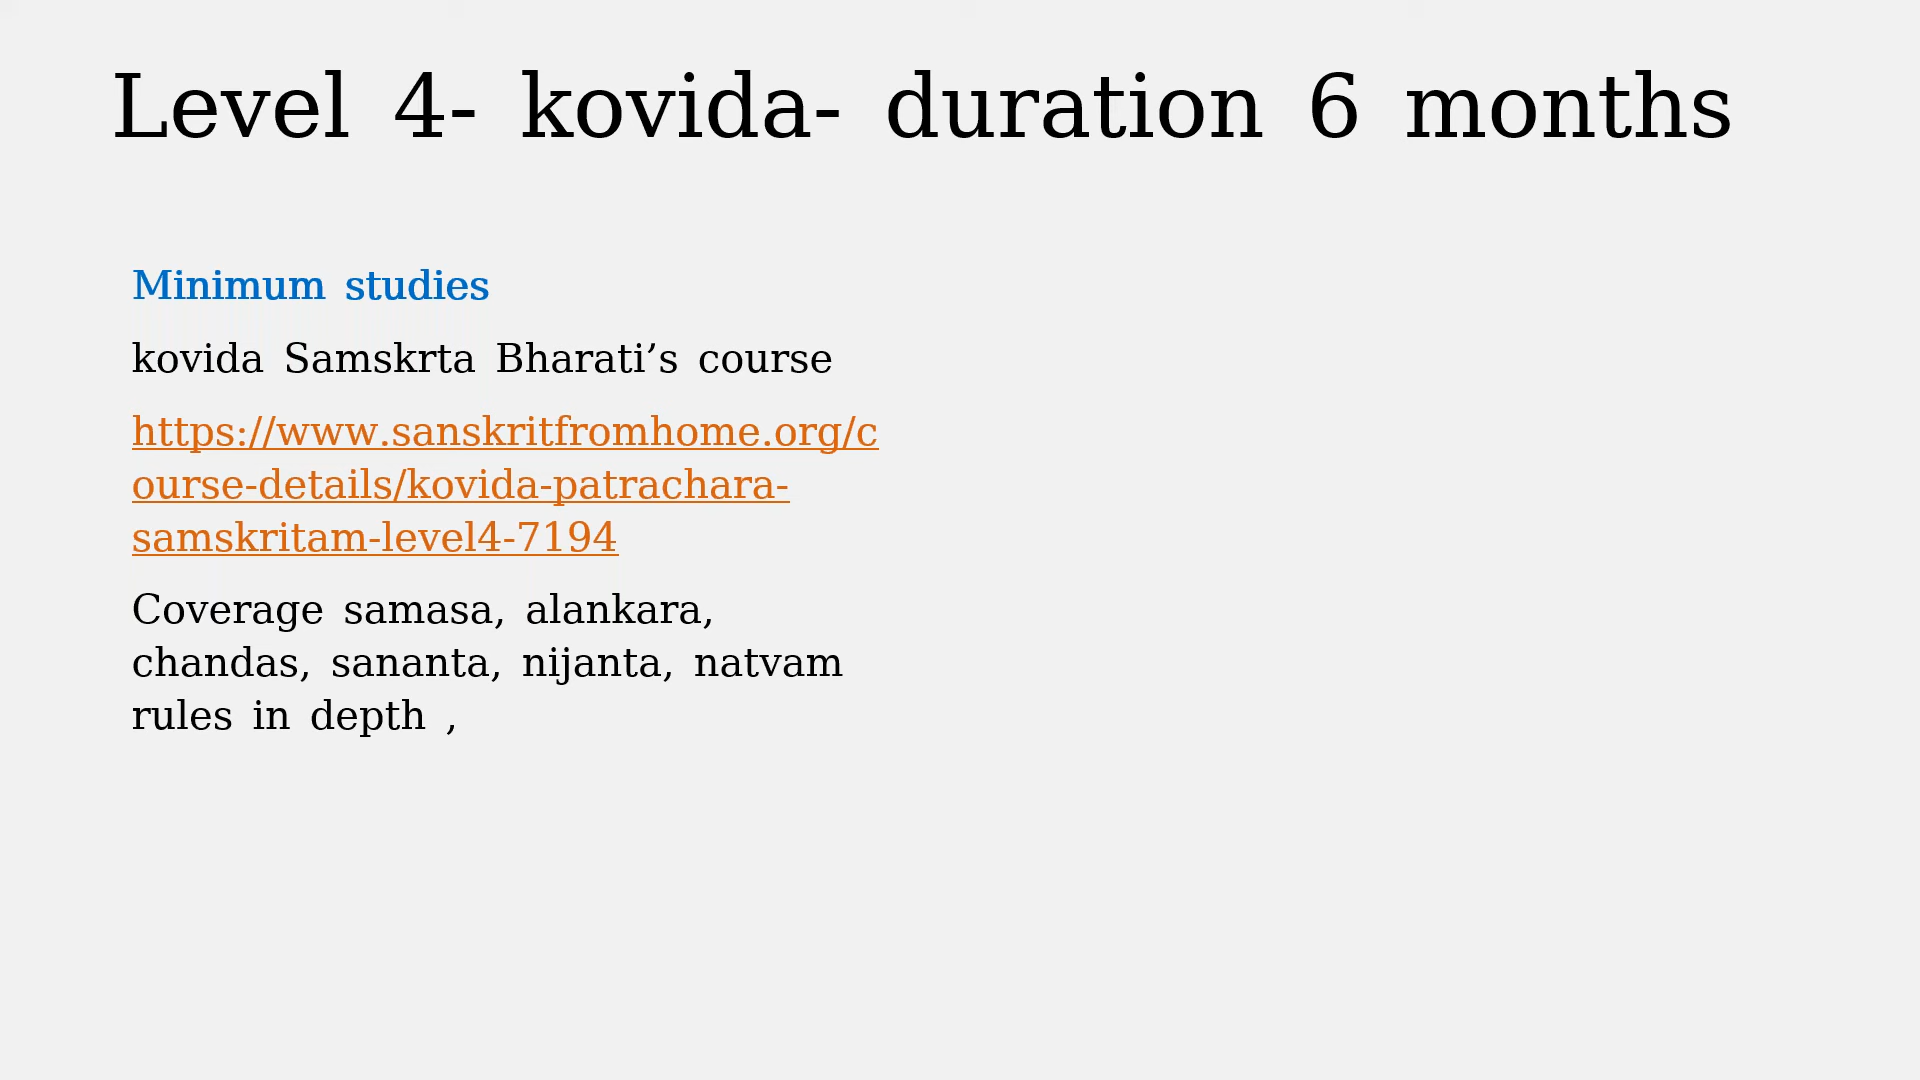 Level 4- kovida- duration 6 months
Minimum studies
kovida Samskrta Bharati’s course
https://www.sanskritfromhome.org/c
ourse-details/kovida-patrachara-
samskritam-level4-7194
Coverage samasa, alankara,
chandas, sananta, nijanta, natvam
rules in depth ,